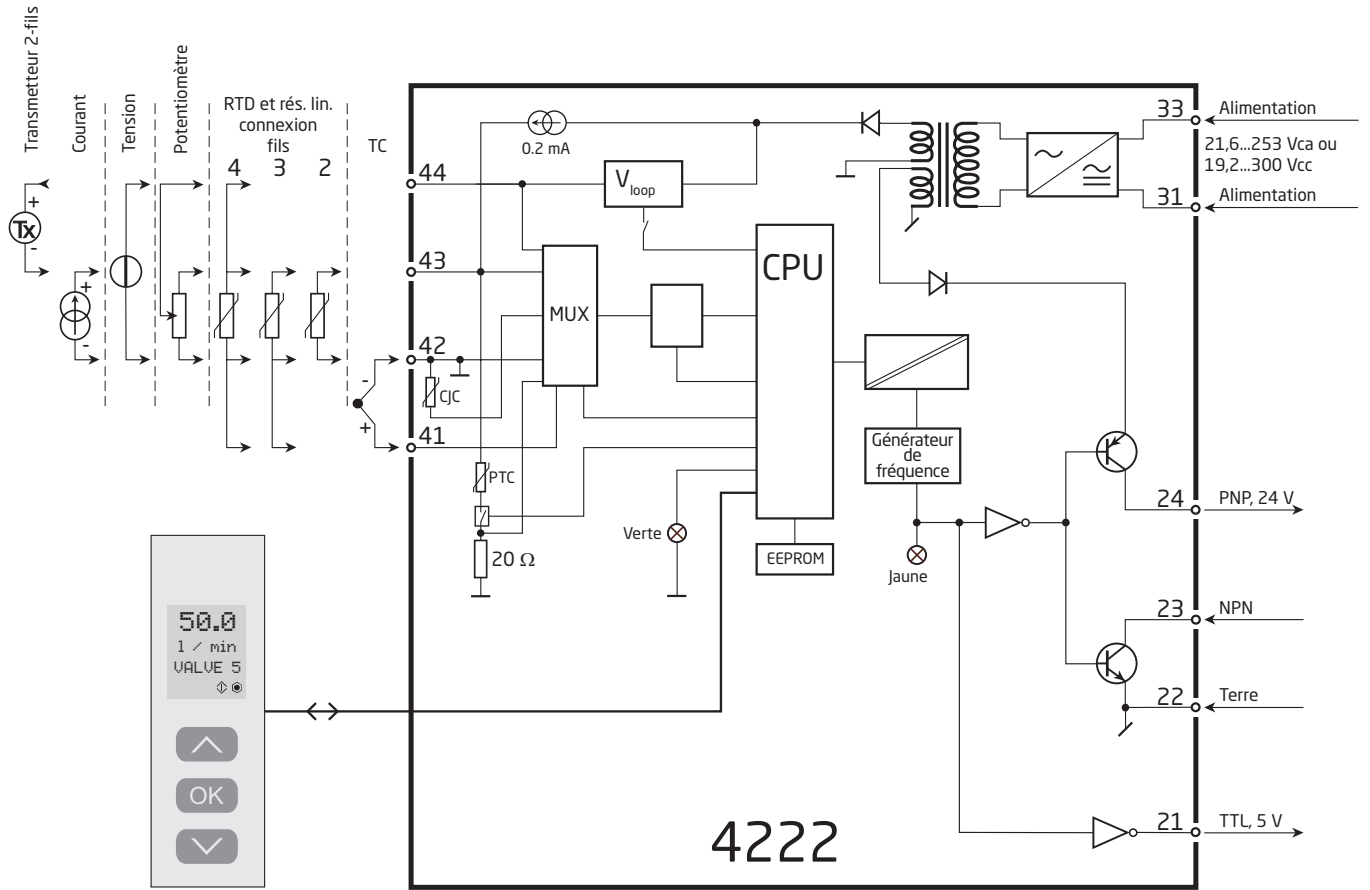 Transmetteur 2-fils
Courant
Tension
Potentiomètre
RTD et rés. lin.
connexion
fils
4 3 2
TC
+
Tx
-
+
-
-
+
44
43
42
41
0.2 mA
Vloop
MUX
CPU
CJC
PTC
20 Ω
Verte
EEPROM
Générateur
de
fréquence
Jaune
33
Alimentation
21,6...253 Vca ou
19,2...300 Vcc
31
Alimentation
24
PNP, 24 V
23
NPN
22
Terre
21
TTL, 5 V
50.0
l / min
VALVE 5
OK
4222